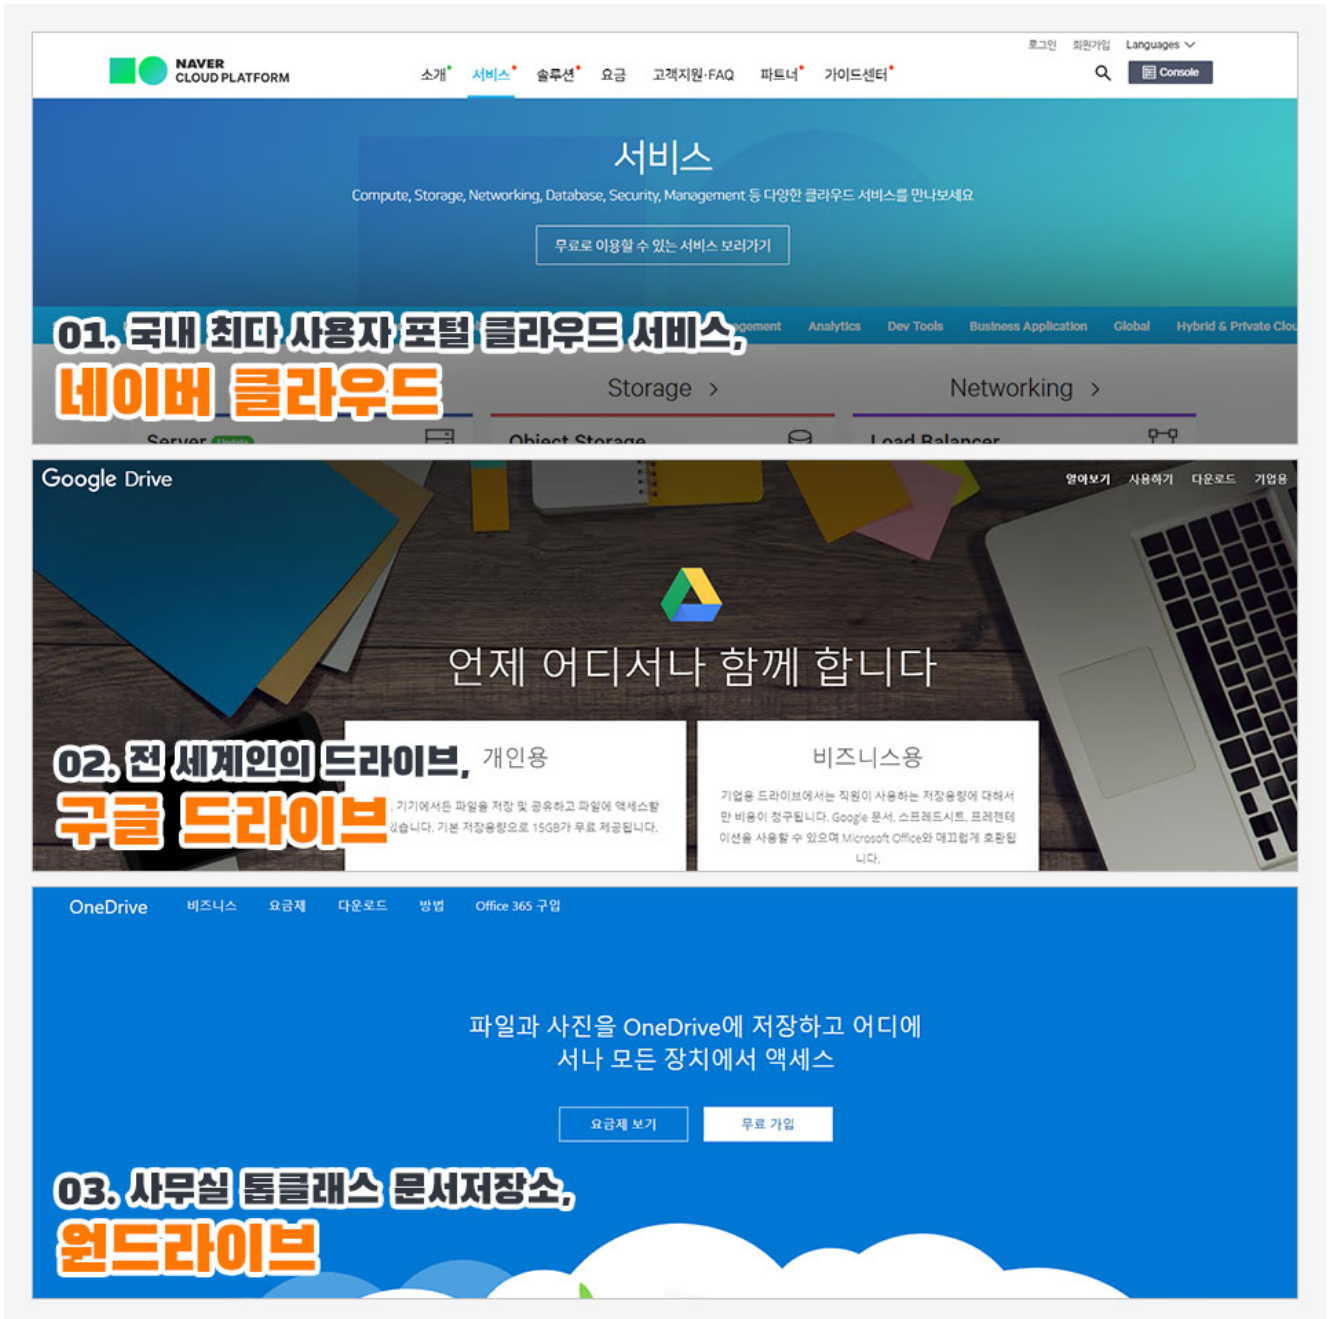 NAVER
CLOUD PLATFORM
로그인 회원가입 Languages
소개 서비스 솔루션 요금 고객지원·FAQ 파트너 가이드센터
Console
서비스
Compute, Storage, Networking, Database, Security, Management 등 다양한 클라우드 서비스를 만나보세요
무료로 이용할 수 있는 서비스 보러가기
Analytics Dev Tools Business Application Global Hybrid & Private Clou
01. 국내 최다 사용자 포털 클라우드 서비스,
네이버 클라우드
Storage >
Networking >
Server Update
Object Storage
Load Balancer
Google Drive
알아보기 사용하기 다운로드 기업용
언제 어디서나 함께 합니다
02. 전 세계인의 드라이브,
구글 드라이브
개인용
기기에서든 파일을 저장 및 공유하고 파일에 액세스할
있습니다. 기본 저장용량으로 15GB가 무료 제공됩니다.
비즈니스용
기업용 드라이브에서는 직원이 사용하는 저장용량에 대해서
만 비용이 청구됩니다. Google 문서, 스프레드시트, 프레젠테
이션을 사용할 수 있으며 Microsoft Office와 매끄럽게 호환됩
니다.
OneDrive 비즈니스 요금제 다운로드 방법 Office 365 구입
파일과 사진을 OneDrive에 저장하고 어디에
서나 모든 장치에서 액세스
요금제 보기
무료 가입
03. 사무실 톱클래스 문서저장소,
원드라이브